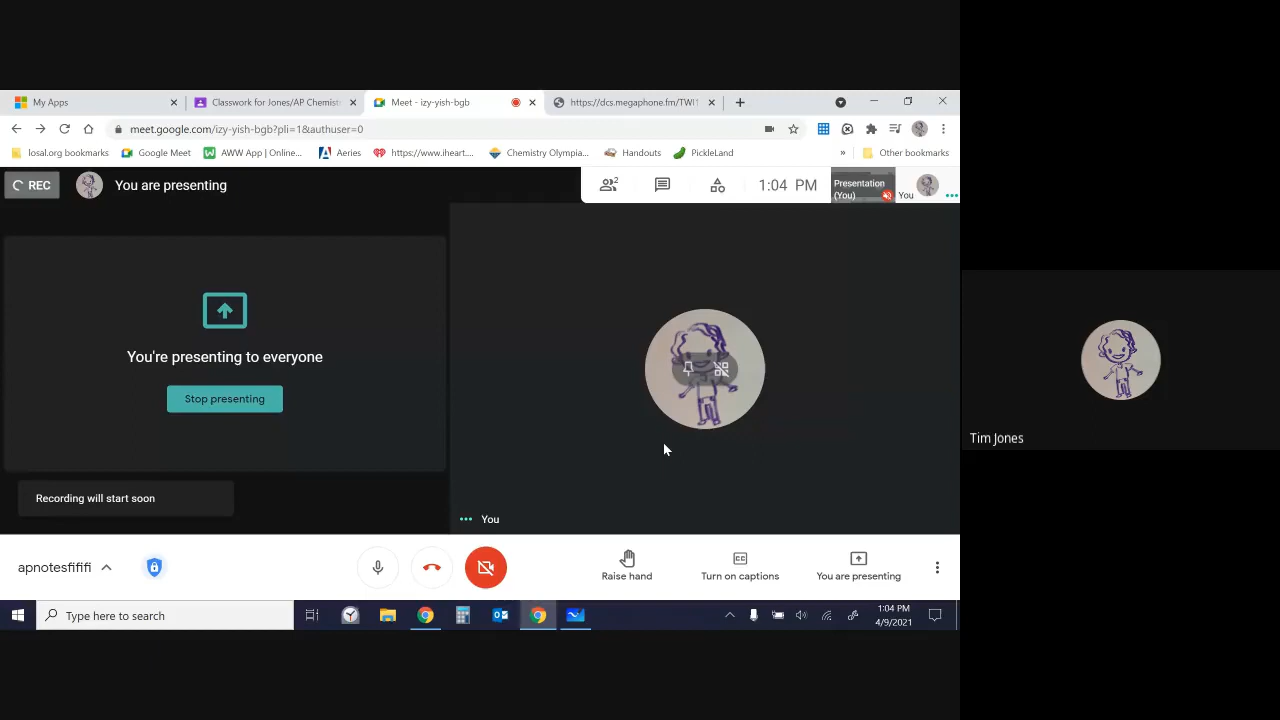 My Apps
Classwork for Jones/AP Chemist
Meet - izy-yish-bgb
https://dcs.megaphone.fm/TWI1
meet.google.com/izy-yish-bgb?pli=1&authuser=0
losal.org bookmarks
Google Meet
AWW App | Online...
Aeries
https://www.iheart....
Chemistry Olympia...
Handouts
PickleLand
»
Other bookmarks
REC
You are presenting
2
1:04 PM
Presentation
(You)
You
You're presenting to everyone
Stop presenting
Recording will start soon
You
Tim Jones
apnotesfififi
Raise hand
CC
Turn on captions
You are presenting
Type here to search
1:04 PM
4/9/2021